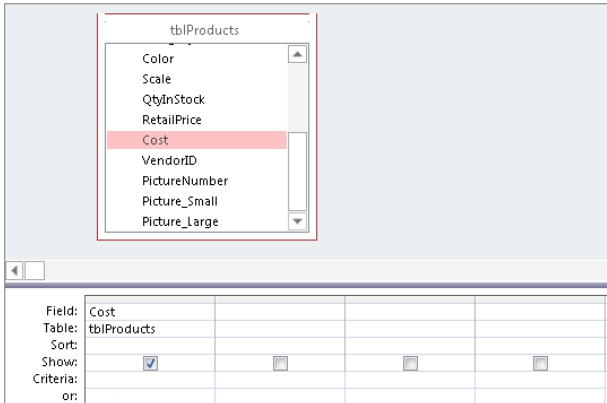 tblProducts
Color
Scale
QtyInStock
RetailPrice
Cost
VendorID
PictureNumber
Picture_Small
Picture_Large
Field: Cost
Table: tblProducts
Sort:
Show:
Criteria:
or: